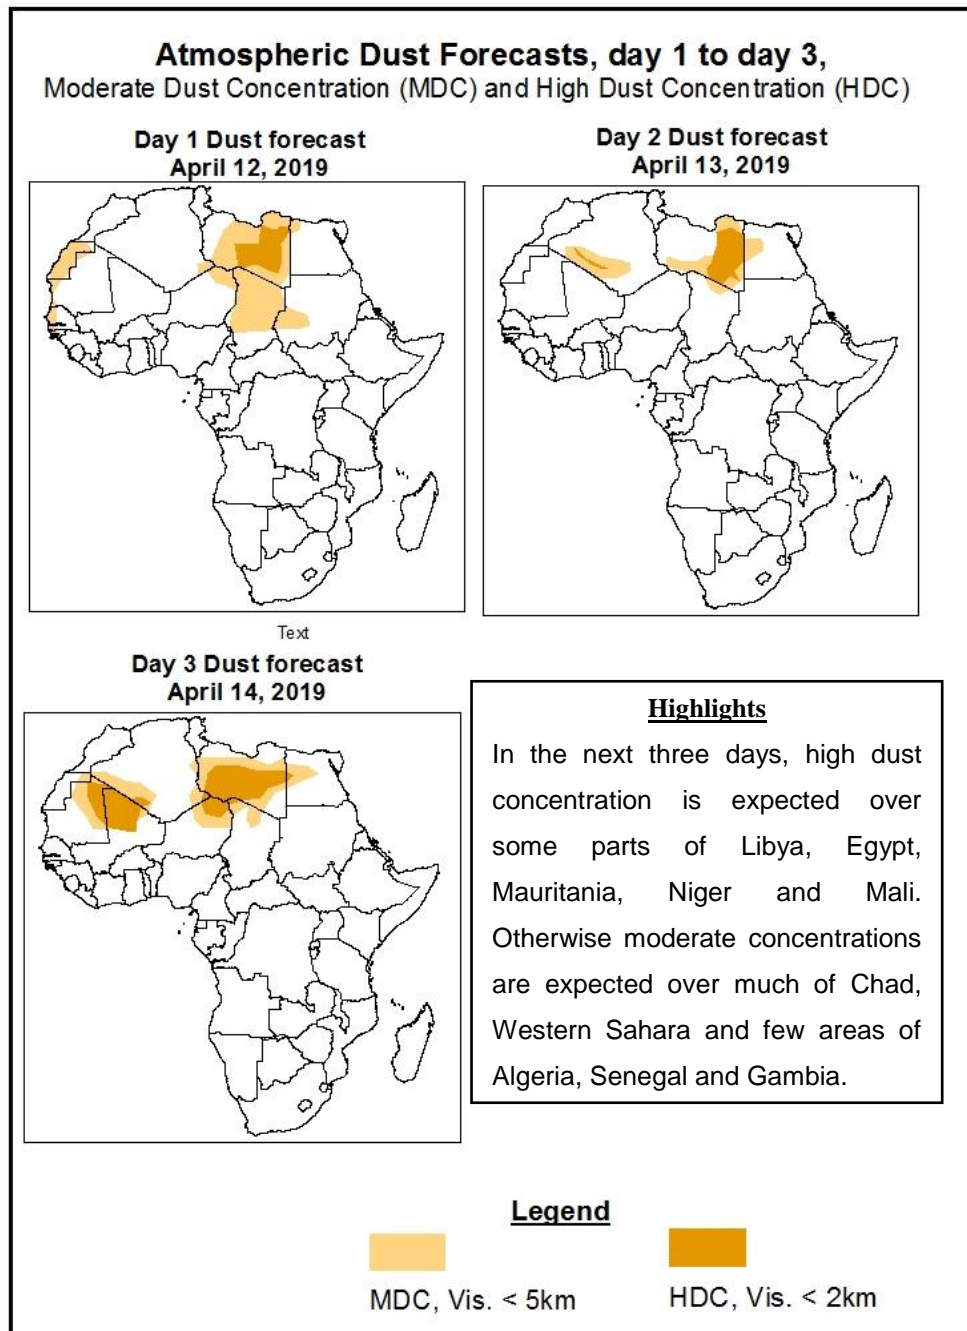 Atmospheric Dust Forecasts, day 1 to day 3,
Moderate Dust Concentration (MDC) and High Dust Concentration (HDC)
Day 1 Dust forecast
April 12, 2019
Day 2 Dust forecast
April 13, 2019
Text
Day 3 Dust forecast
April 14, 2019
Highlights
In the next three days, high dust
concentration is expected over
some parts of Libya, Egypt,
Mauritania, Niger and Mali.
Otherwise moderate concentrations
are expected over much of Chad,
Western Sahara and few areas of
Algeria, Senegal and Gambia.
Legend
MDC, Vis. < 5km
HDC, Vis. < 2km